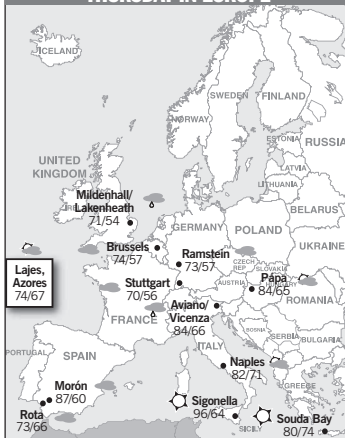 THURSDAY IN EUROPE
ICELAND
SWEDEN
FINLAND
NORWAY
ESTONIA
RUSSIA
LATVIA
LITHUANIA
UNITED
KINGDOM
Mildenhall/
Lakenheath
71/54
BELARUS
GERMANY
POLAND
Brussels
74/57
Ramstein
73/57
UKRAINE
CZECH
REP
SLOVAKIA
Lajes,
Azores
74/67
Stuttgart
70/56
AUSTRIA
HUNGARY
Pápa
84/65
FRANCE
Aviano/
Vicenza
84/66
ROMANIA
BOSNIA
SERBIA
BULGARIA
ITALY
PORTUGAL
SPAIN
Naples
82/71
Morón
87/60
GREECE
Sigonella
96/64
Rota
73/66
SICILY
Souda Bay
80/74